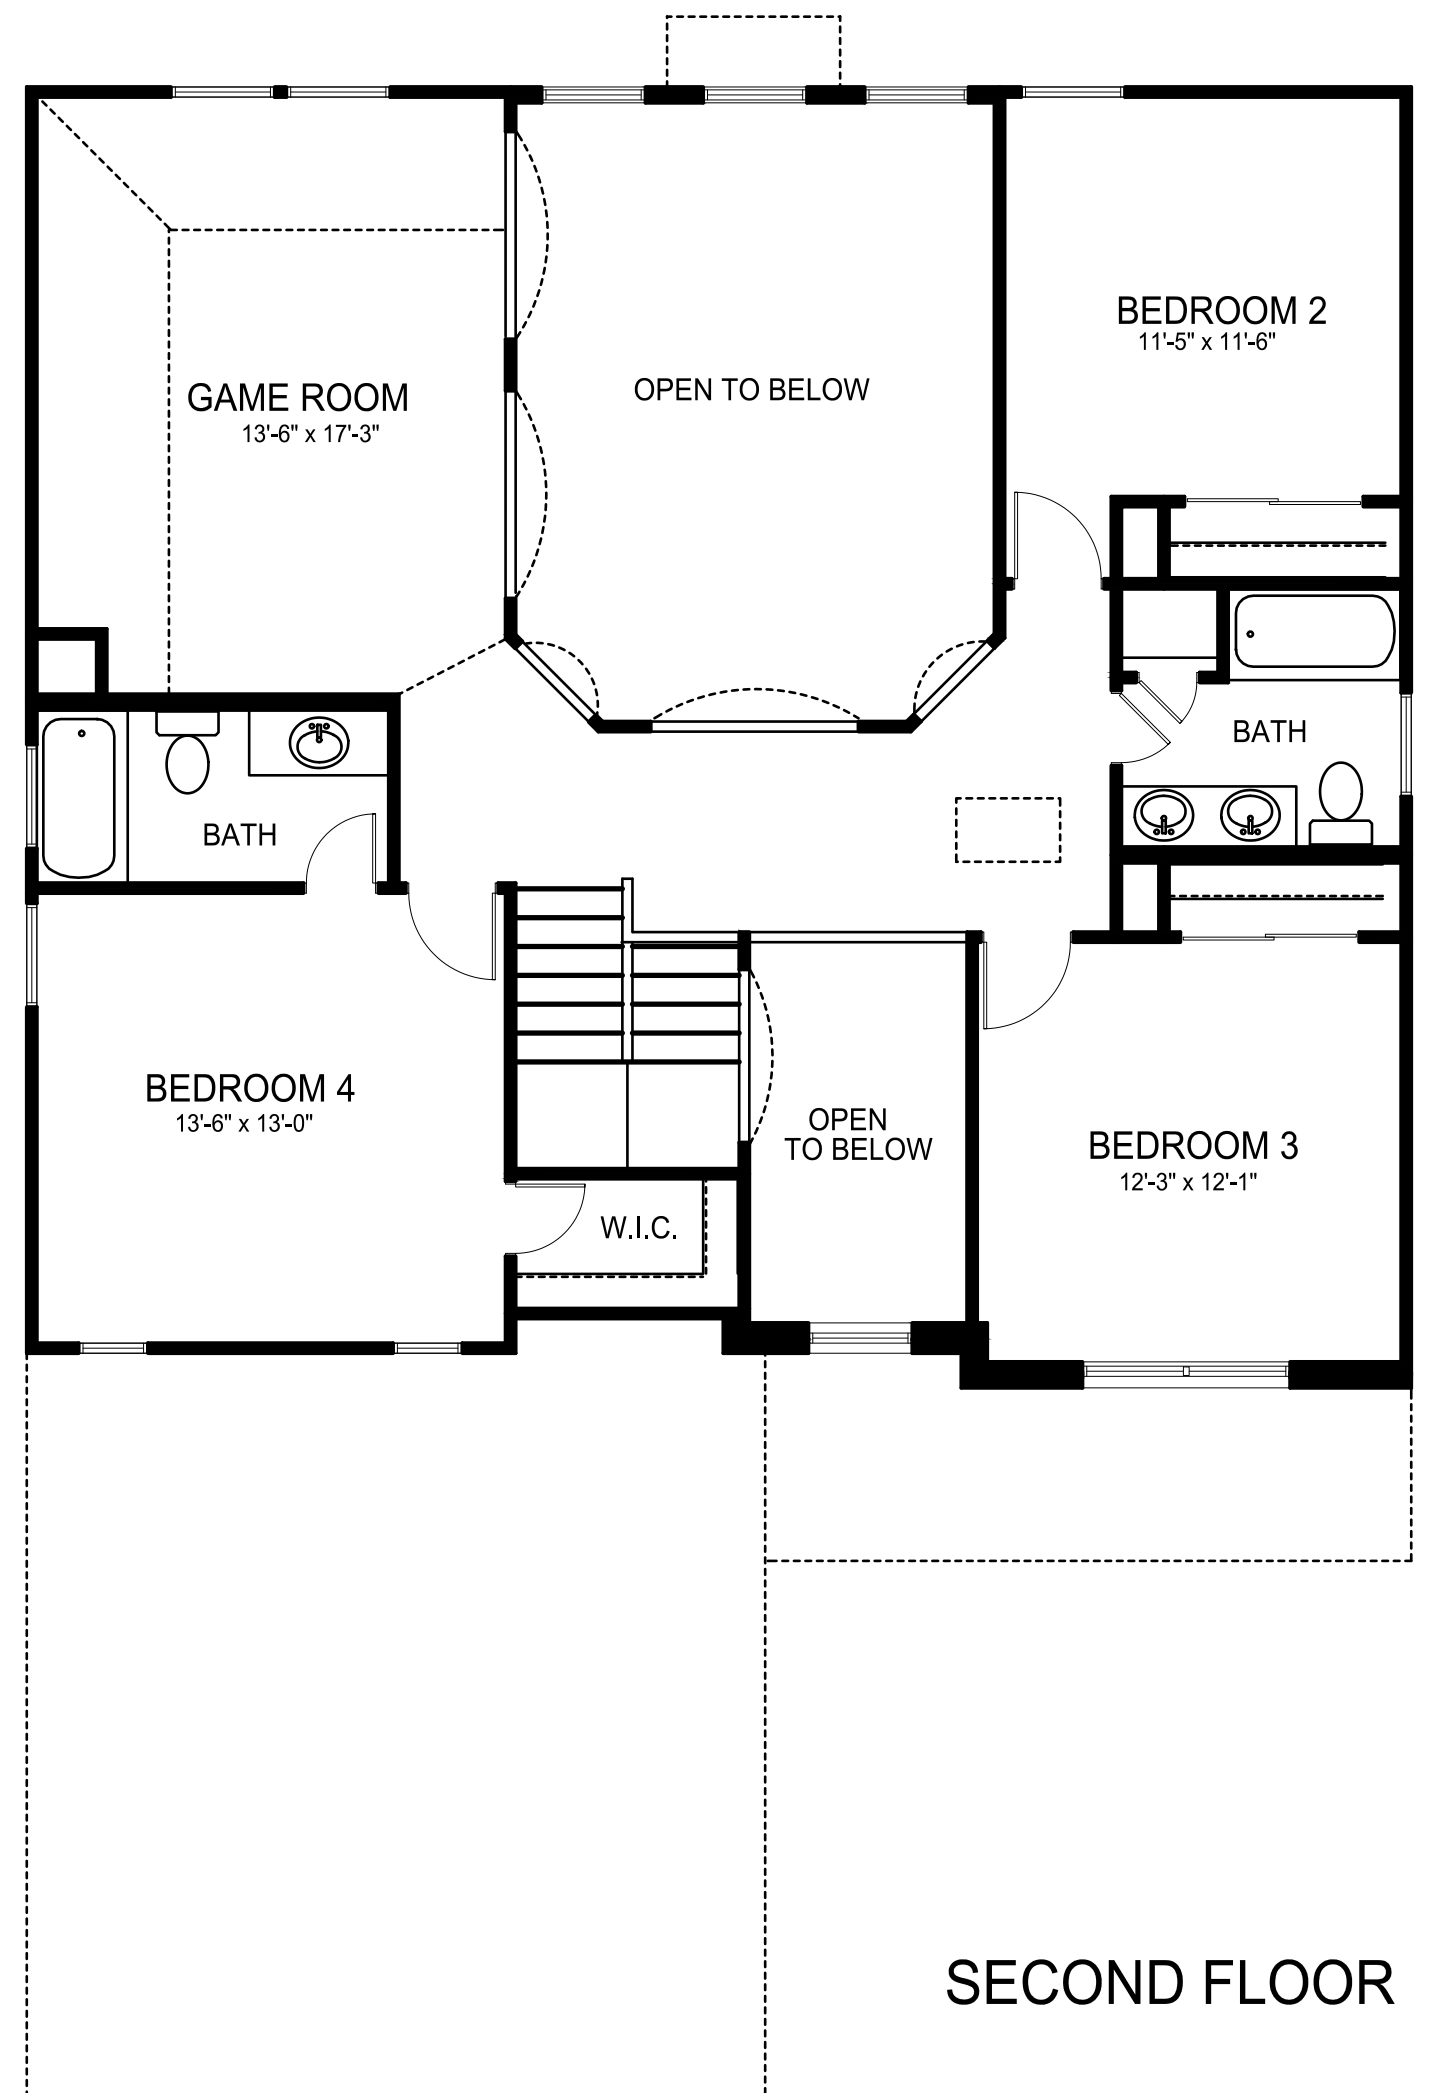 BEDROOM 2
11'-5" x 11'-6"
GAME ROOM
13'-6" x 17'-3"
OPEN TO BELOW
BATH
BATH
BEDROOM 4
13'-6" x 13'-0"
OPEN
TO BELOW
BEDROOM 3
12'-3" x 12'-1"
W.I.C.
SECOND FLOOR